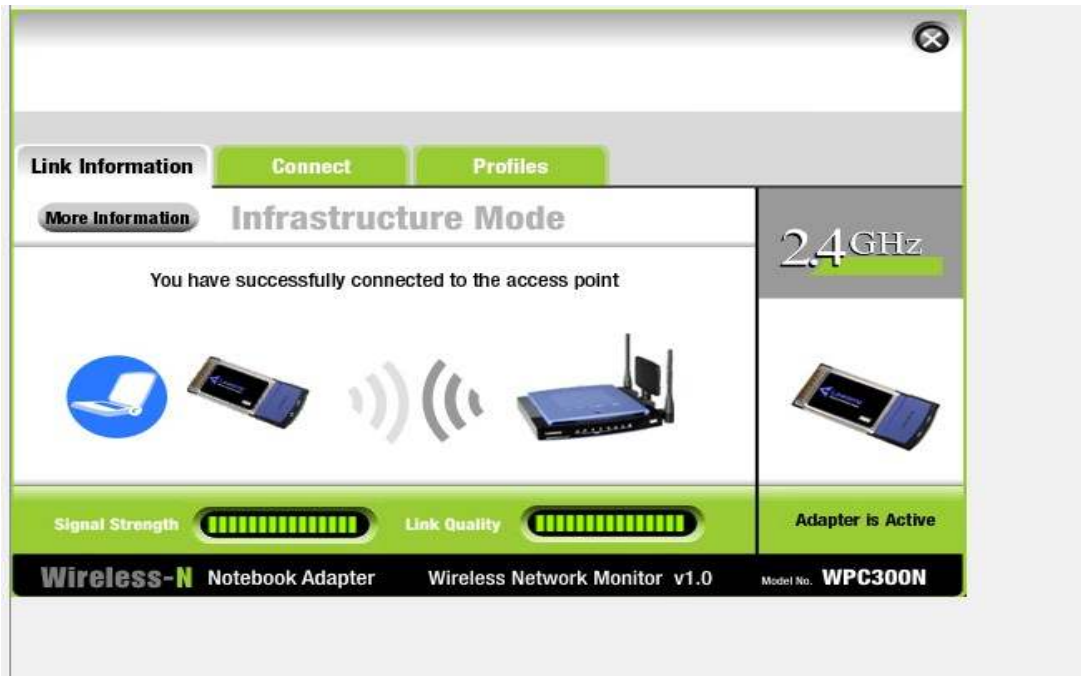 Link Information
Connect
Profiles
More Information
Infrastructure Mode
2.4GHz
You have successfully connected to the access point
Signal Strength
Link Quality
Adapter is Active
Wireless-N Notebook Adapter
Wireless Network Monitor v1.0
Model No. WPC300N